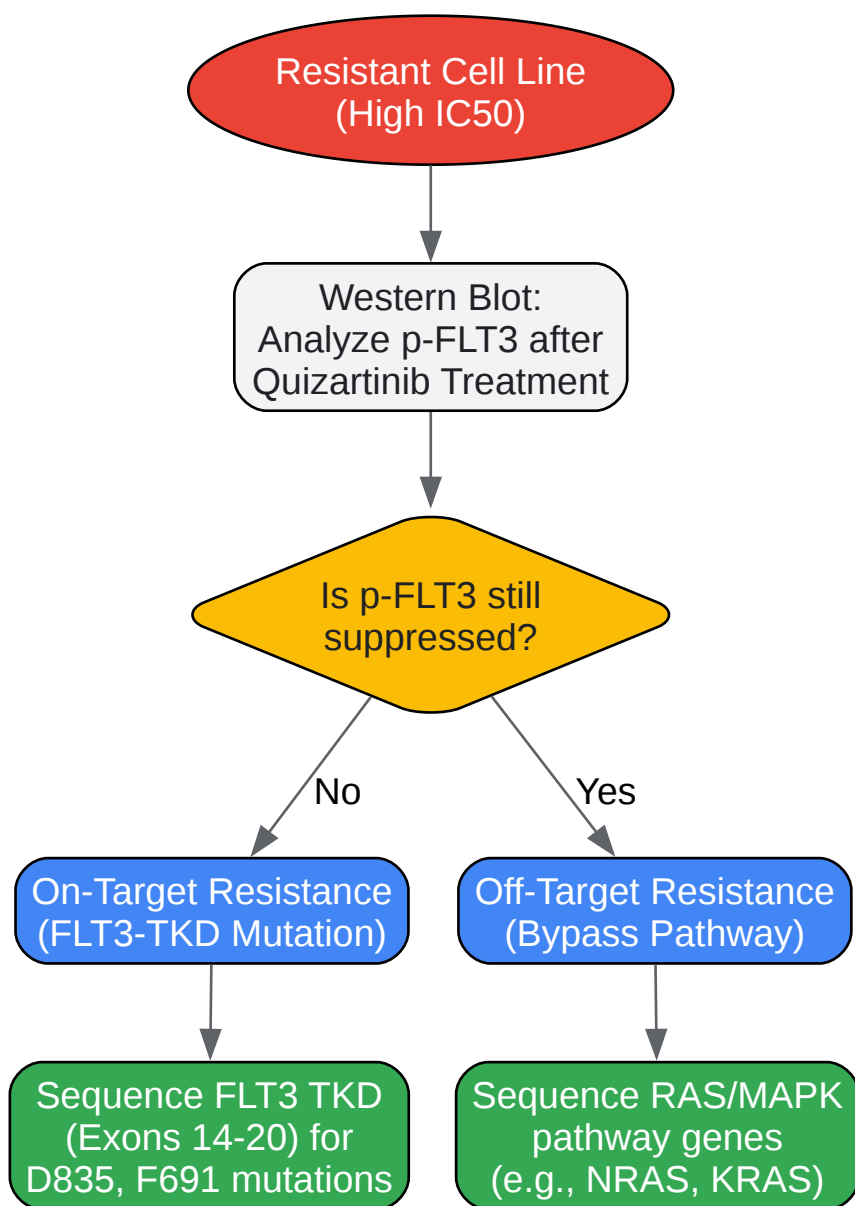 Resistant Cell Line
(High IC50)
Western Blot:
Analyze p-FLT3 after
Quizartinib Treatment
Is p-FLT3 still
suppressed?
No
Yes
On-Target Resistance
(FLT3-TKD Mutation)
Off-Target Resistance
(Bypass Pathway)
Sequence FLT3 TKD
(Exons 14-20) for
D835, F691 mutations
Sequence RAS/MAPK
pathway genes
(e.g., NRAS, KRAS)